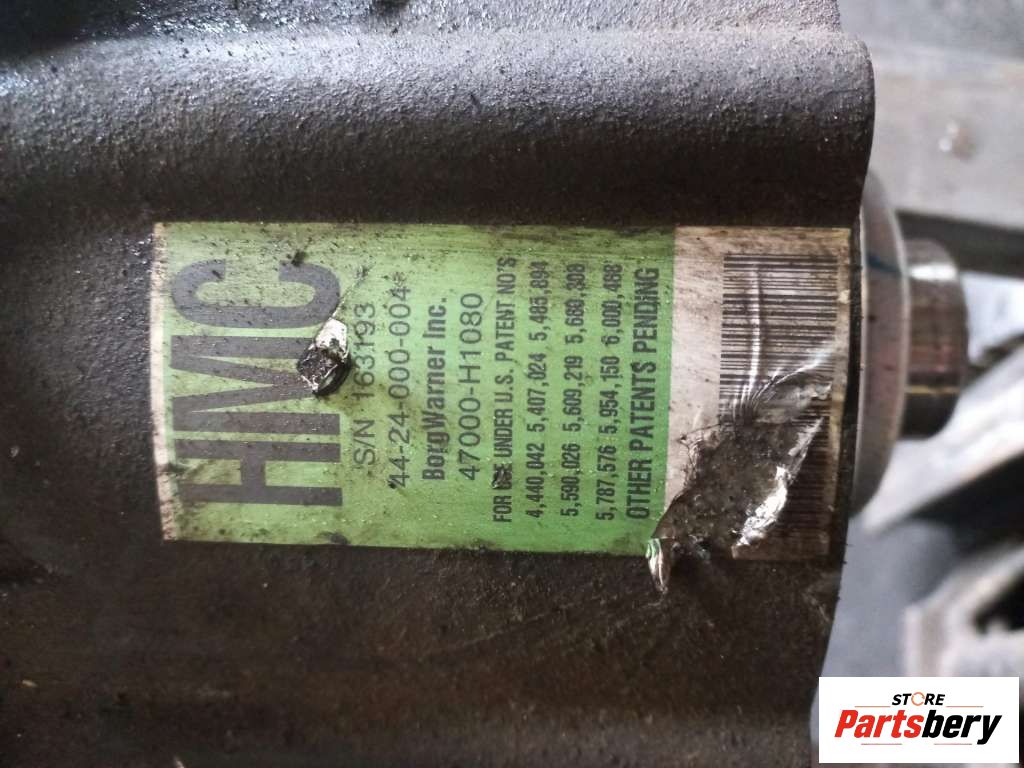 HMC
S/N 163193
44-24-000-004
BorgWarner Inc.
47000-H1080
FOR USE UNDER U.S. PATENT NO'S
4,440,042 5,407,024 5,485,894
5,590,026 5,609,219 5,680,308
5,787,576 5,954,150 6,000,488
OTHER PATENTS PENDING
STORE
Partsbery